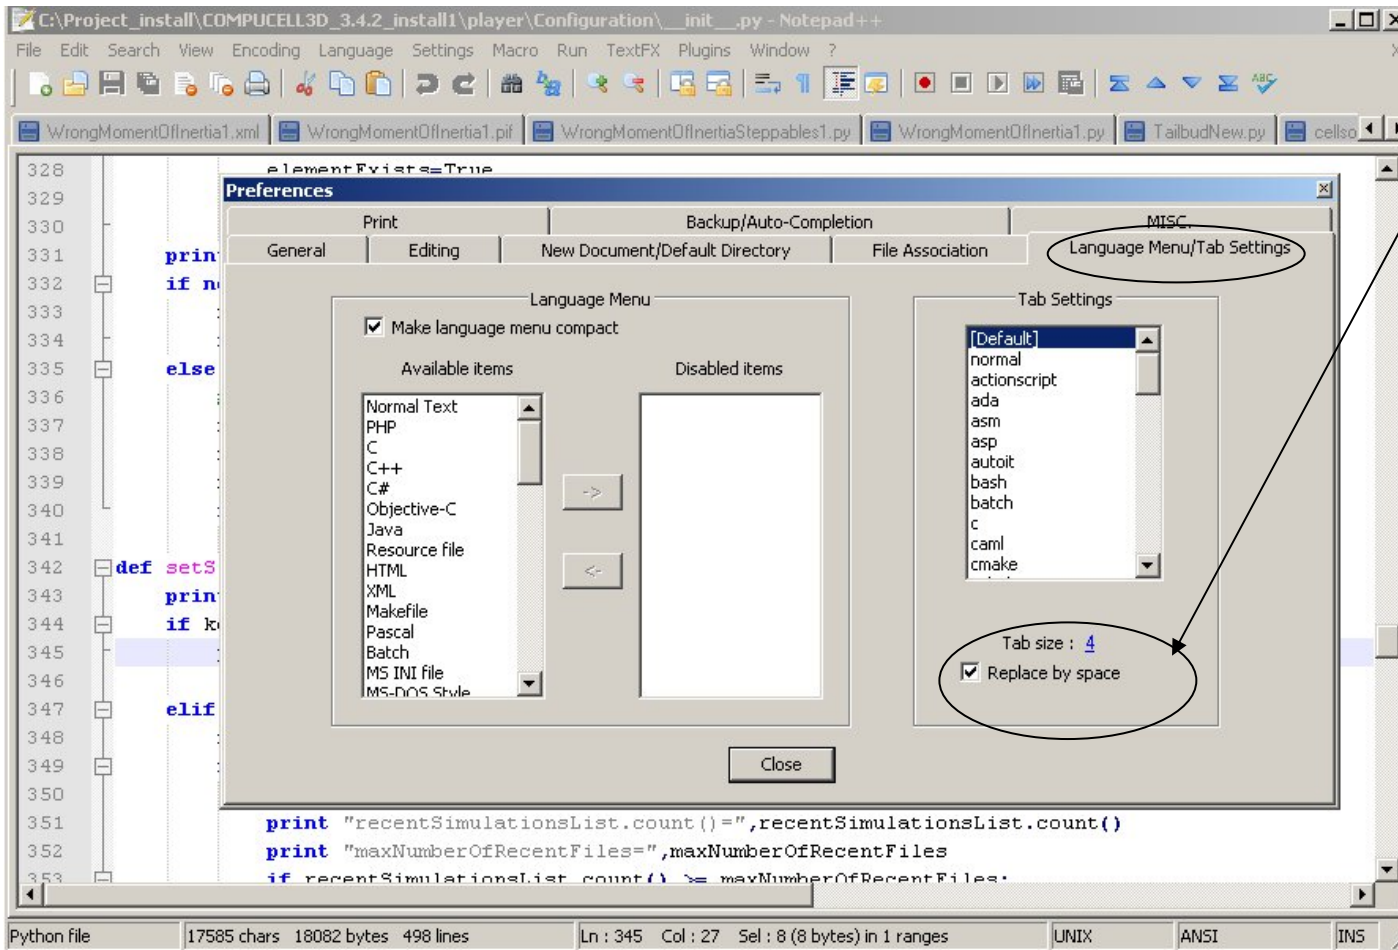 C:\Project_install\COMPUCELL3D_3.4.2_install1\player\Configuration\__init__.py - Notepad++
File Edit Search View Encoding Language Settings Macro Run TextFX Plugins Window ?
ABC
WrongMomentOfInertia1.xml WrongMomentOfInertia1.pif WrongMomentOfInertiaSteppables1.py WrongMomentOfInertia1.py TailbudNew.py cellso
328 elementExists=True
329
330
331 prin
332 if n
333
334
335 else
336
337
338
339
340
341
342 def setS
343 prin
344 if k
345
346
347 elif
348
349
350
351 print "recentSimulationsList.count()=",recentSimulationsList.count()
352 print "maxNumberOfRecentFiles=",maxNumberOfRecentFiles
353 if recentSimulationsList.count() >= maxNumberOfRecentFiles:
Preferences
Print Backup/Auto-Completion MISC.
General Editing New Document/Default Directory File Association Language Menu/Tab Settings
Language Menu
Make language menu compact
Available items
Normal Text
PHP
C
C++
C#
Objective-C
Java
Resource file
HTML
XML
Makefile
Pascal
Batch
MS INI file
MS-DOS Style
->
<-
Disabled items
Tab Settings
[Default]
normal
actionscript
ada
asm
asp
autoit
bash
batch
c
caml
cmake
Tab size : 4
Replace by space
Close
Python file 17585 chars 18082 bytes 498 lines Ln : 345 Col : 27 Sel : 8 (8 bytes) in 1 ranges UNIX ANSI INS